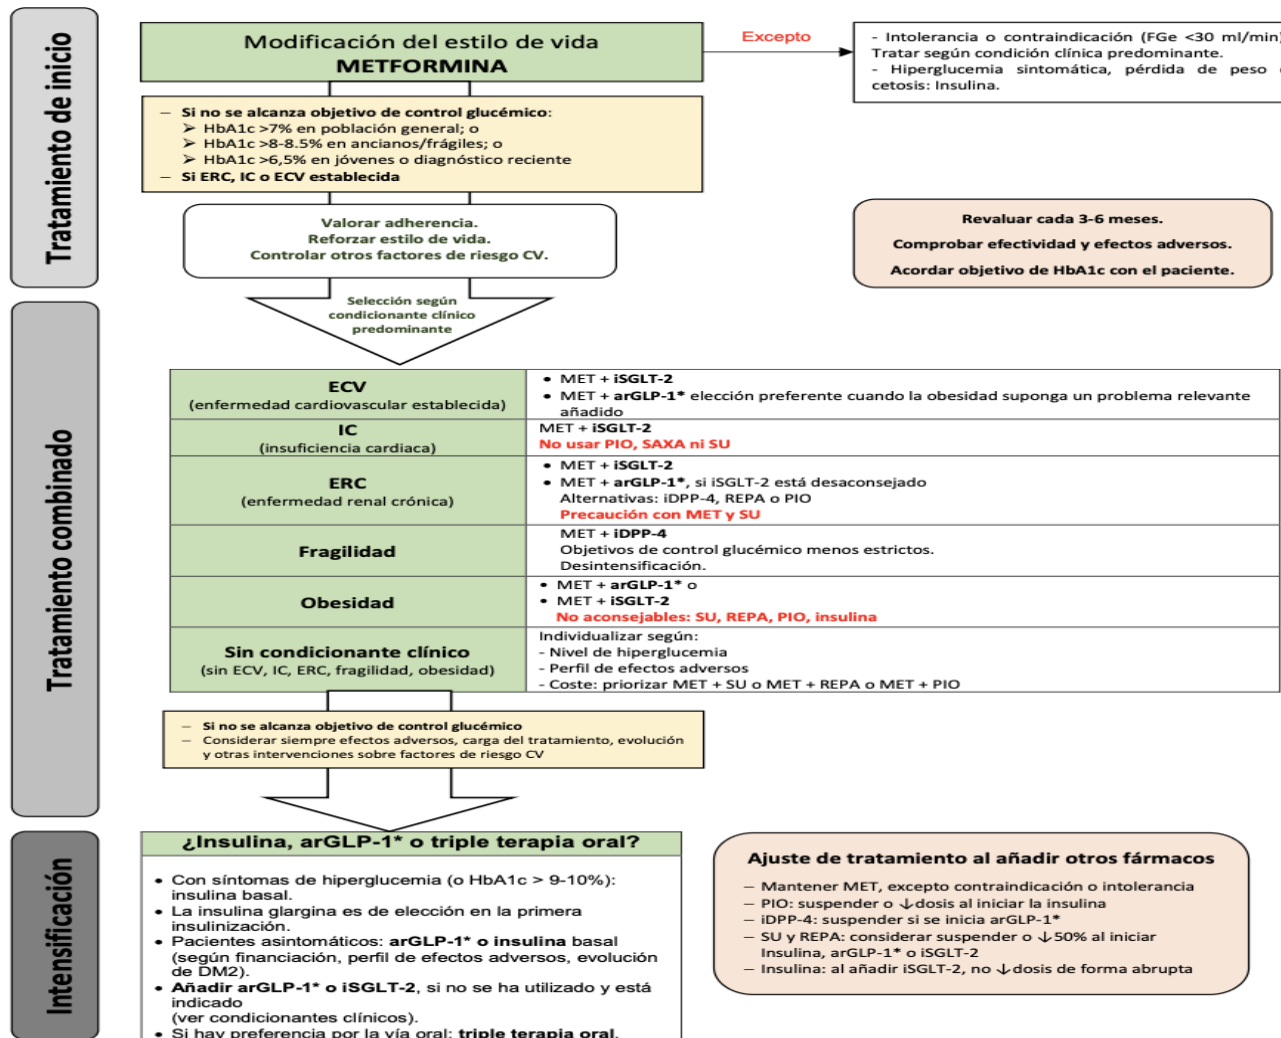 Tratamiento de inicio
Modificación del estilo de vida
METFORMINA
Excepto
- Intolerancia o contraindicación (FGe <30 ml/min)
Tratar según condición clínica predominante.
- Hiperglucemia sintomática, pérdida de peso
cetosis: Insulina.
– Si no se alcanza objetivo de control glucémico:
➢ HbA1c >7% en población general; o
➢ HbA1c >8-8.5% en ancianos/frágiles; o
➢ HbA1c >6,5% en jóvenes o diagnóstico reciente
– Si ERC, IC o ECV establecida
Valorar adherencia.
Reforzar estilo de vida.
Controlar otros factores de riesgo CV.
Revaluar cada 3-6 meses.
Comprobar efectividad y efectos adversos.
Acordar objetivo de HbA1c con el paciente.
Selección según
condicionante clínico
predominante
Tratamiento combinado
ECV
(enfermedad cardiovascular establecida)
• MET + iSGLT-2
• MET + arGLP-1* elección preferente cuando la obesidad suponga un problema relevante
añadido
IC
(insuficiencia cardiaca)
MET + iSGLT-2
No usar PIO, SAXA ni SU
ERC
(enfermedad renal crónica)
• MET + iSGLT-2
• MET + arGLP-1*, si iSGLT-2 está desaconsejado
Alternativas: iDPP-4, REPA o PIO
Precaución con MET y SU
Fragilidad
MET + iDPP-4
Objetivos de control glucémico menos estrictos.
Desintensificación.
Obesidad
• MET + arGLP-1* o
• MET + iSGLT-2
No aconsejables: SU, REPA, PIO, insulina
Sin condicionante clínico
(sin ECV, IC, ERC, fragilidad, obesidad)
Individualizar según:
- Nivel de hiperglucemia
- Perfil de efectos adversos
- Coste: priorizar MET + SU o MET + REPA o MET + PIO
– Si no se alcanza objetivo de control glucémico
– Considerar siempre efectos adversos, carga del tratamiento, evolución
y otras intervenciones sobre factores de riesgo CV
Intensificación
¿Insulina, arGLP-1* o triple terapia oral?
• Con síntomas de hiperglucemia (o HbA1c > 9-10%):
insulina basal.
• La insulina glargina es de elección en la primera
insulinización.
• Pacientes asintomáticos: arGLP-1* o insulina basal
(según financiación, perfil de efectos adversos, evolución
de DM2).
• Añadir arGLP-1* o iSGLT-2, si no se ha utilizado y está
indicado
(ver condicionantes clínicos).
• Si hay preferencia por la vía oral: triple terapia oral.
Ajuste de tratamiento al añadir otros fármacos
– Mantener MET, excepto contraindicación o intolerancia
– PIO: suspender o ↓dosis al iniciar la insulina
– iDPP-4: suspender si se inicia arGLP-1*
– SU y REPA: considerar suspender o ↓50% al iniciar
Insulina, arGLP-1* o iSGLT-2
– Insulina: al añadir iSGLT-2, no ↓dosis de forma abrupta